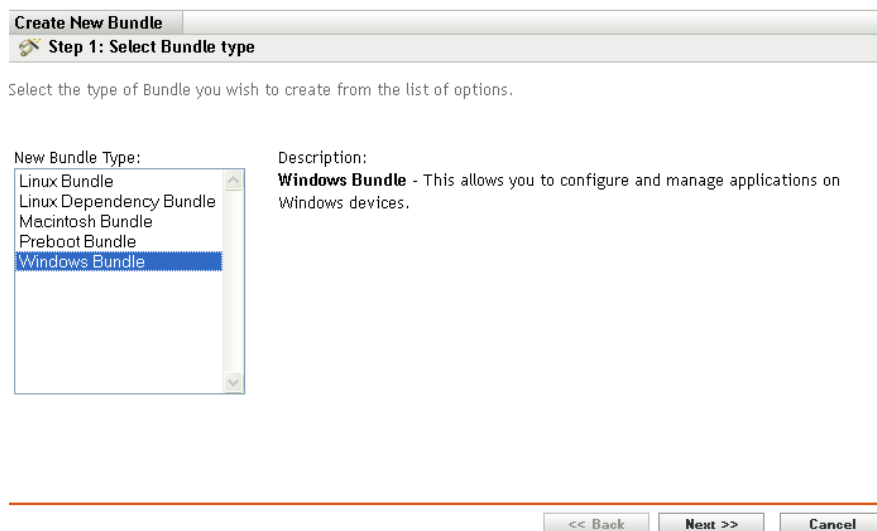 Create New Bundle
Step 1: Select Bundle type
Select the type of Bundle you wish to create from the list of options.
New Bundle Type:
Linux Bundle
Linux Dependency Bundle
Macintosh Bundle
Preboot Bundle
Windows Bundle
Description:
Windows Bundle - This allows you to configure and manage applications on
Windows devices.
<< Back
Next >>
Cancel